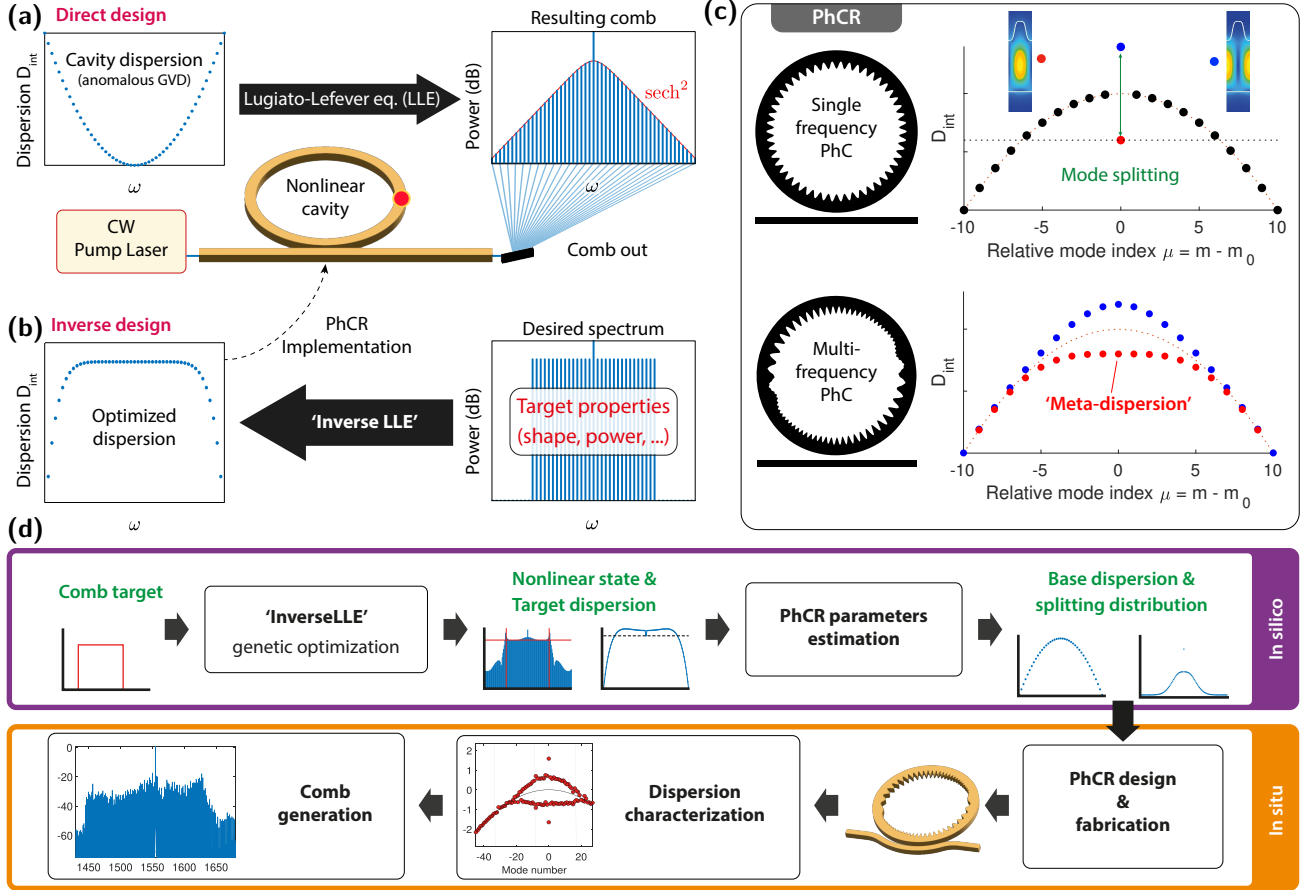 (a)
Direct design
Dispersion D_int
Cavity dispersion
(anomalous GVD)
ω
Lugiato-Lefever eq. (LLE)
Resulting comb
Power (dB)
sech²
ω
Nonlinear
cavity
CW
Pump Laser
Comb out
(b)
Inverse design
PhCR
Implementation
Dispersion D_int
Optimized
dispersion
ω
'Inverse LLE'
Desired spectrum
Power (dB)
Target properties
(shape, power, ...)
ω
(c)
PhCR
Single
frequency
PhC
D_int
Mode splitting
-10 -5 0 5 10
Relative mode index μ = m - m_0
Multi-
frequency
PhC
D_int
'Meta-dispersion'
-10 -5 0 5 10
Relative mode index μ = m - m_0
(d)
Comb target
'InverseLLE'
genetic optimization
Nonlinear state &
Target dispersion
PhCR parameters
estimation
Base dispersion &
splitting distribution
In silico
0
-20
-40
-60
1450 1500 1550 1600 1650
Comb
generation
2
1
0
-1
-2
-40 -20 0 20
Mode number
Dispersion
characterization
PhCR design
&
fabrication
In situ